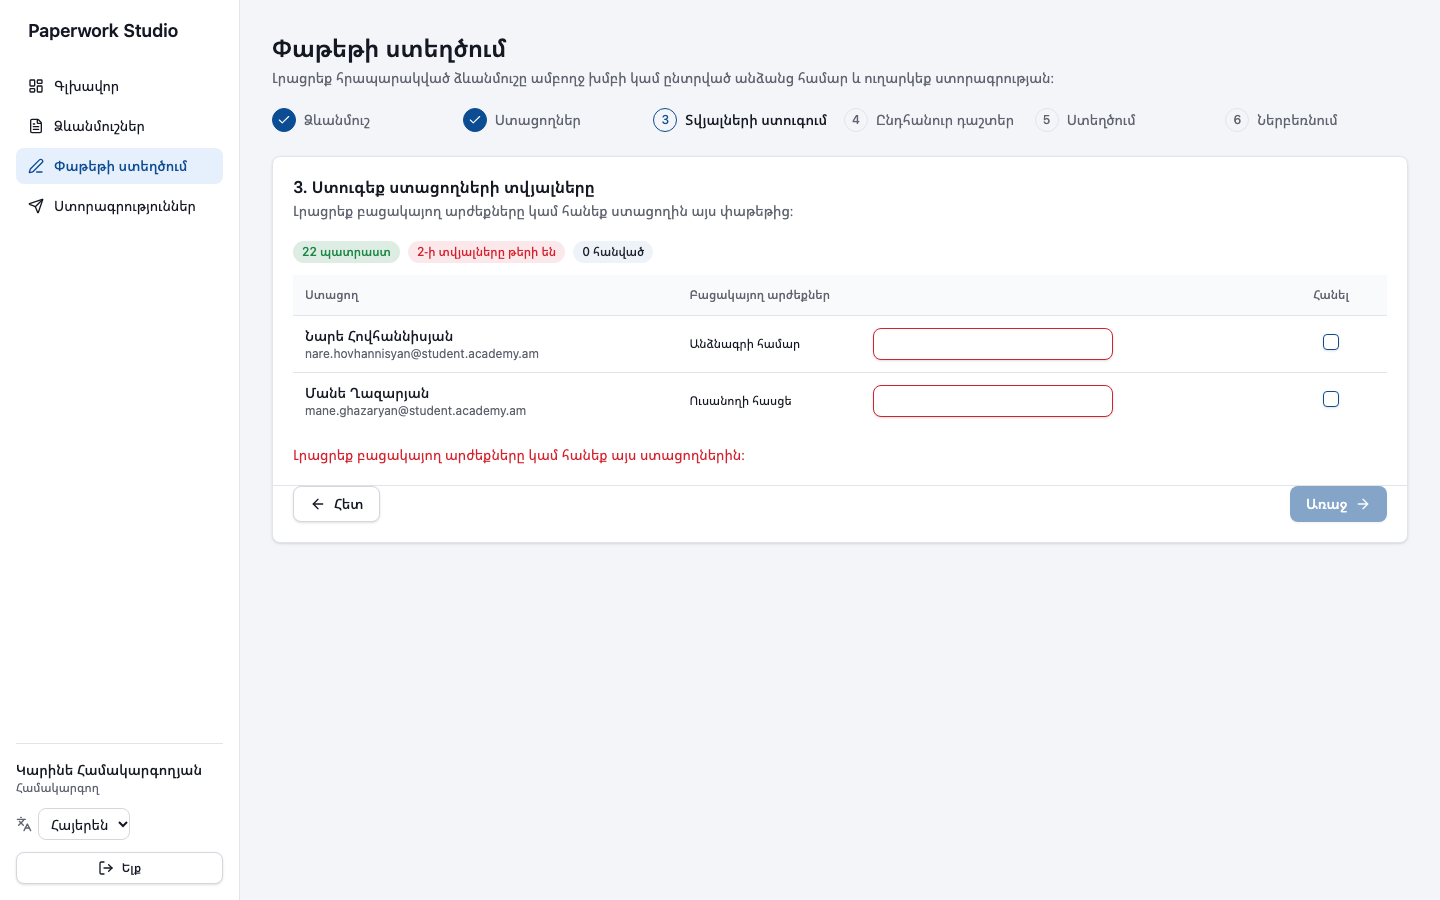 Paperwork Studio
Գլխավոր
Ձևանմուշներ
Փաթեթի ստեղծում
Ստորագրություններ
Կարինե Համակարգողյան
Համակարգող
Հայերեն
Ելք
Փաթեթի ստեղծում
Լրացրեք հրապարակված ձևանմուշը ամբողջ խմբի կամ ընտրված անձանց համար և ուղարկեք ստորագրության։
Ձևանմուշ
Ստացողներ
3 Տվյալների ստուգում
4 Ընդհանուր դաշտեր
5 Ստեղծում
6 Ներբեռնում
3. Ստուգեք ստացողների տվյալները
Լրացրեք բացակայող արժեքները կամ հանեք ստացողին այս փաթեթից։
22 պատրաստ
2-ի տվյալները թերի են
0 հանված
Ստացող Բացակայող արժեքներ Հանել
Նարե Հովհաննիսյան
nare.hovhannisyan@student.academy.am
Անձնագրի համար
Մանե Ղազարյան
mane.ghazaryan@student.academy.am
Ուսանողի հասցե
Լրացրեք բացակայող արժեքները կամ հանեք այս ստացողներին։
Հետ
Առաջ